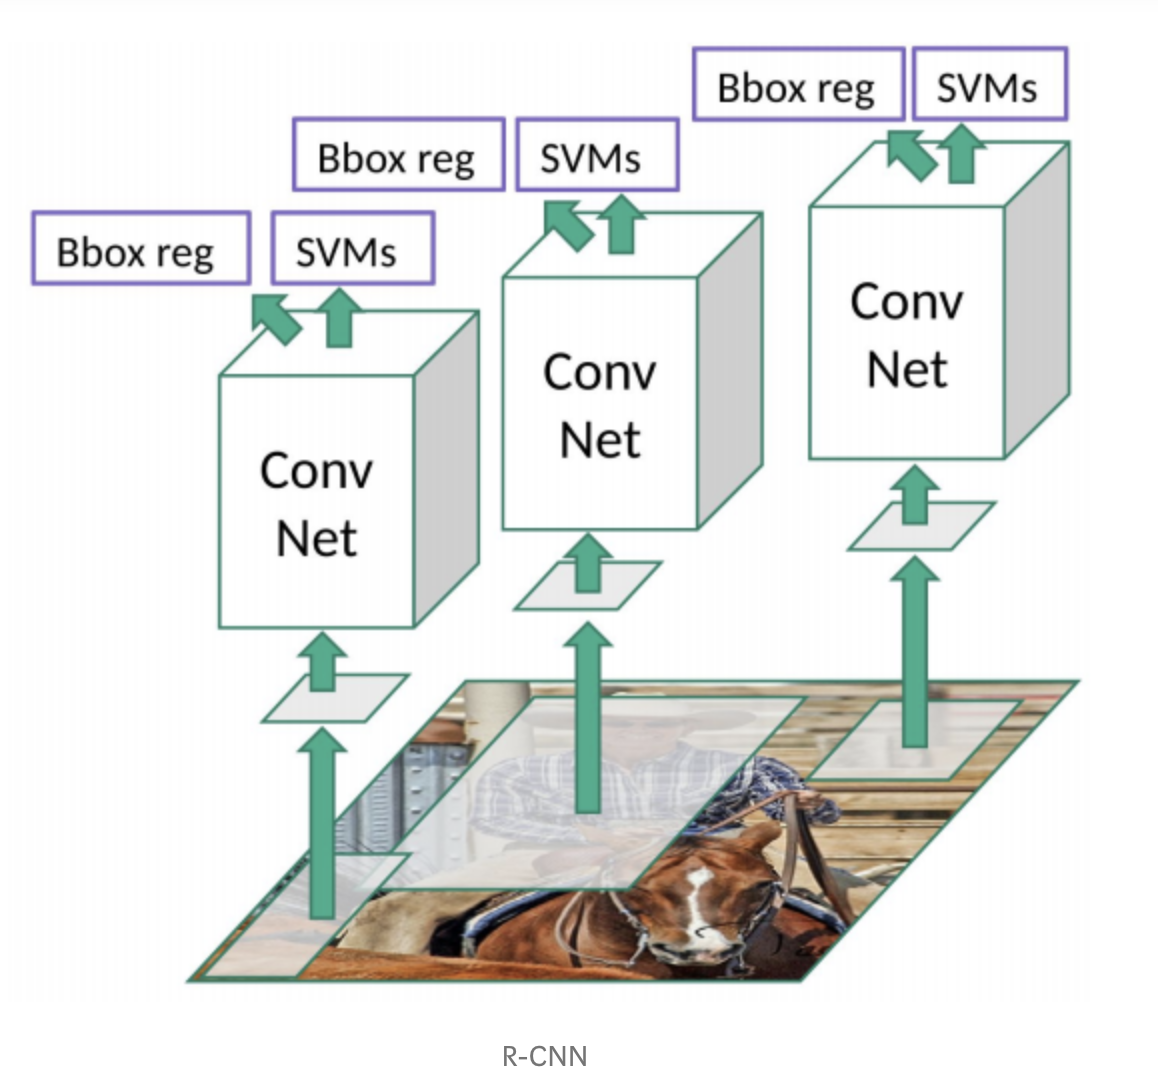 Bbox reg
SVMs
Bbox reg
SVMs
Bbox reg
SVMs
Conv
Net
Conv
Net
Conv
Net
R-CNN